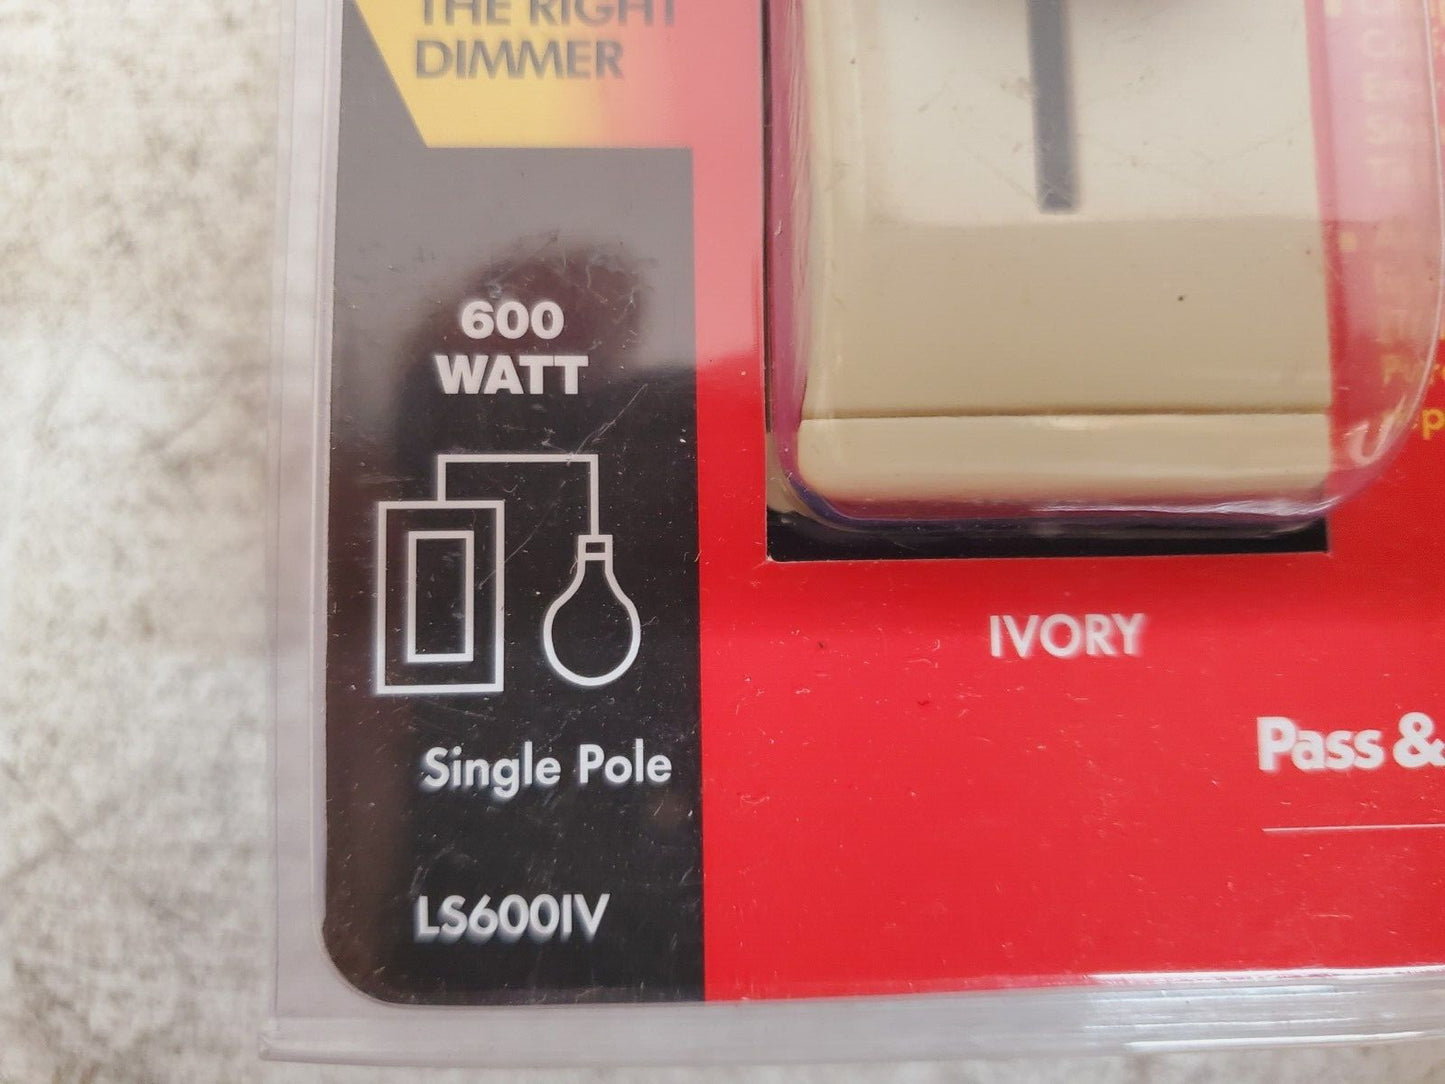 THE RIGHT
DIMMER
600
WATT
IVORY
Pass &
Single Pole
LS600IV